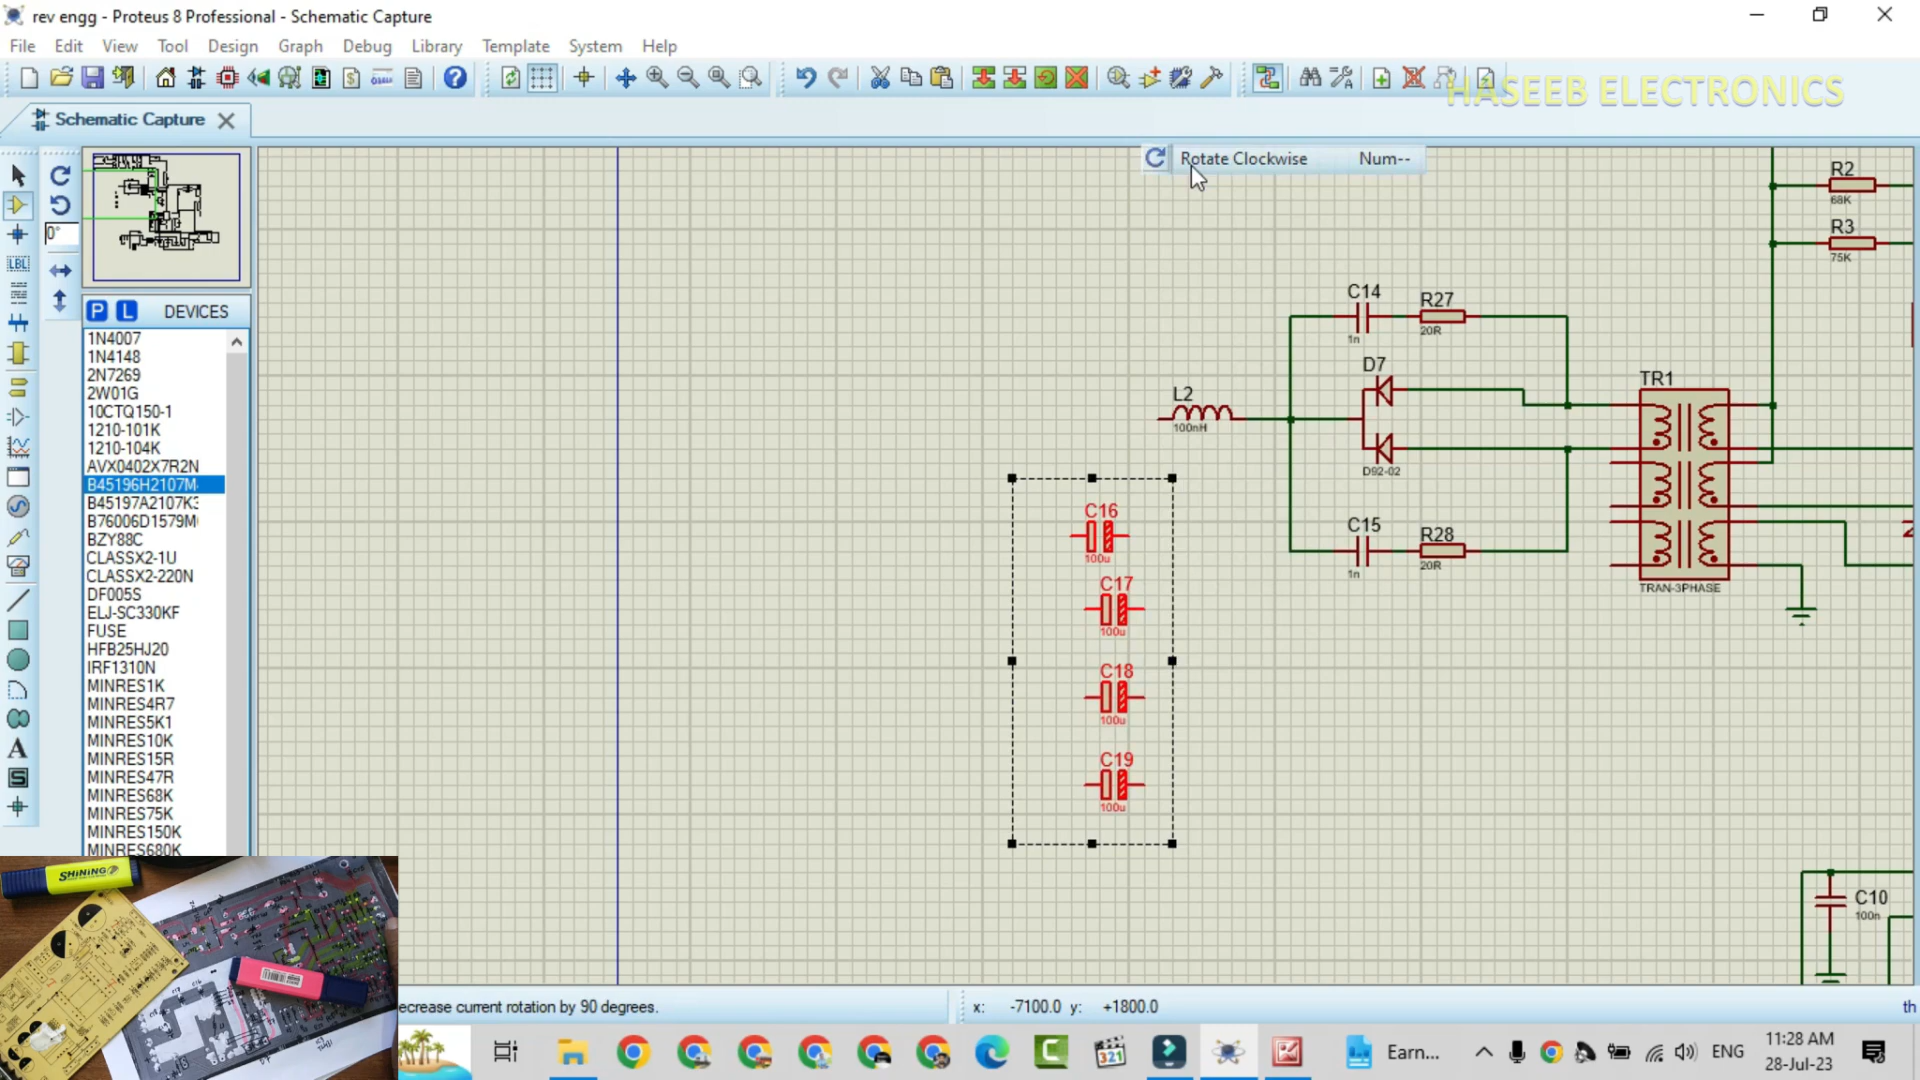 rev engg - Proteus 8 Professional - Schematic Capture
File Edit View Tool Design Graph Debug Library Template System Help
HASEEB ELECTRONICS
Schematic Capture
Rotate Clockwise Num--
0°
LBL
P L DEVICES
1N4007
1N4148
2N7269
2W01G
10CTQ150-1
1210-101K
1210-104K
AVX0402X7R2N
B45196H2107M
B45197A2107K
B76006D1579M
BZY88C
CLASSX2-1U
CLASSX2-220N
DF005S
ELJ-SC330KF
FUSE
HFB25HJ20
IRF1310N
MINRES1K
MINRES4R7
MINRES5K1
MINRES10K
MINRES15R
MINRES47R
MINRES68K
MINRES75K
MINRES150K
MINRES680K
A
S
R2
68K
R3
75K
C14
1n
R27
20R
D7
D92-02
L2
100nH
TR1
TRAN-3PHASE
C15
1n
R28
20R
C16
100u
C17
100u
C18
100u
C19
100u
C10
100n
SHINING
ecrease current rotation by 90 degrees.
x: -7100.0 y: +1800.0
th
321
Earn...
ENG
11:28 AM
28-Jul-23